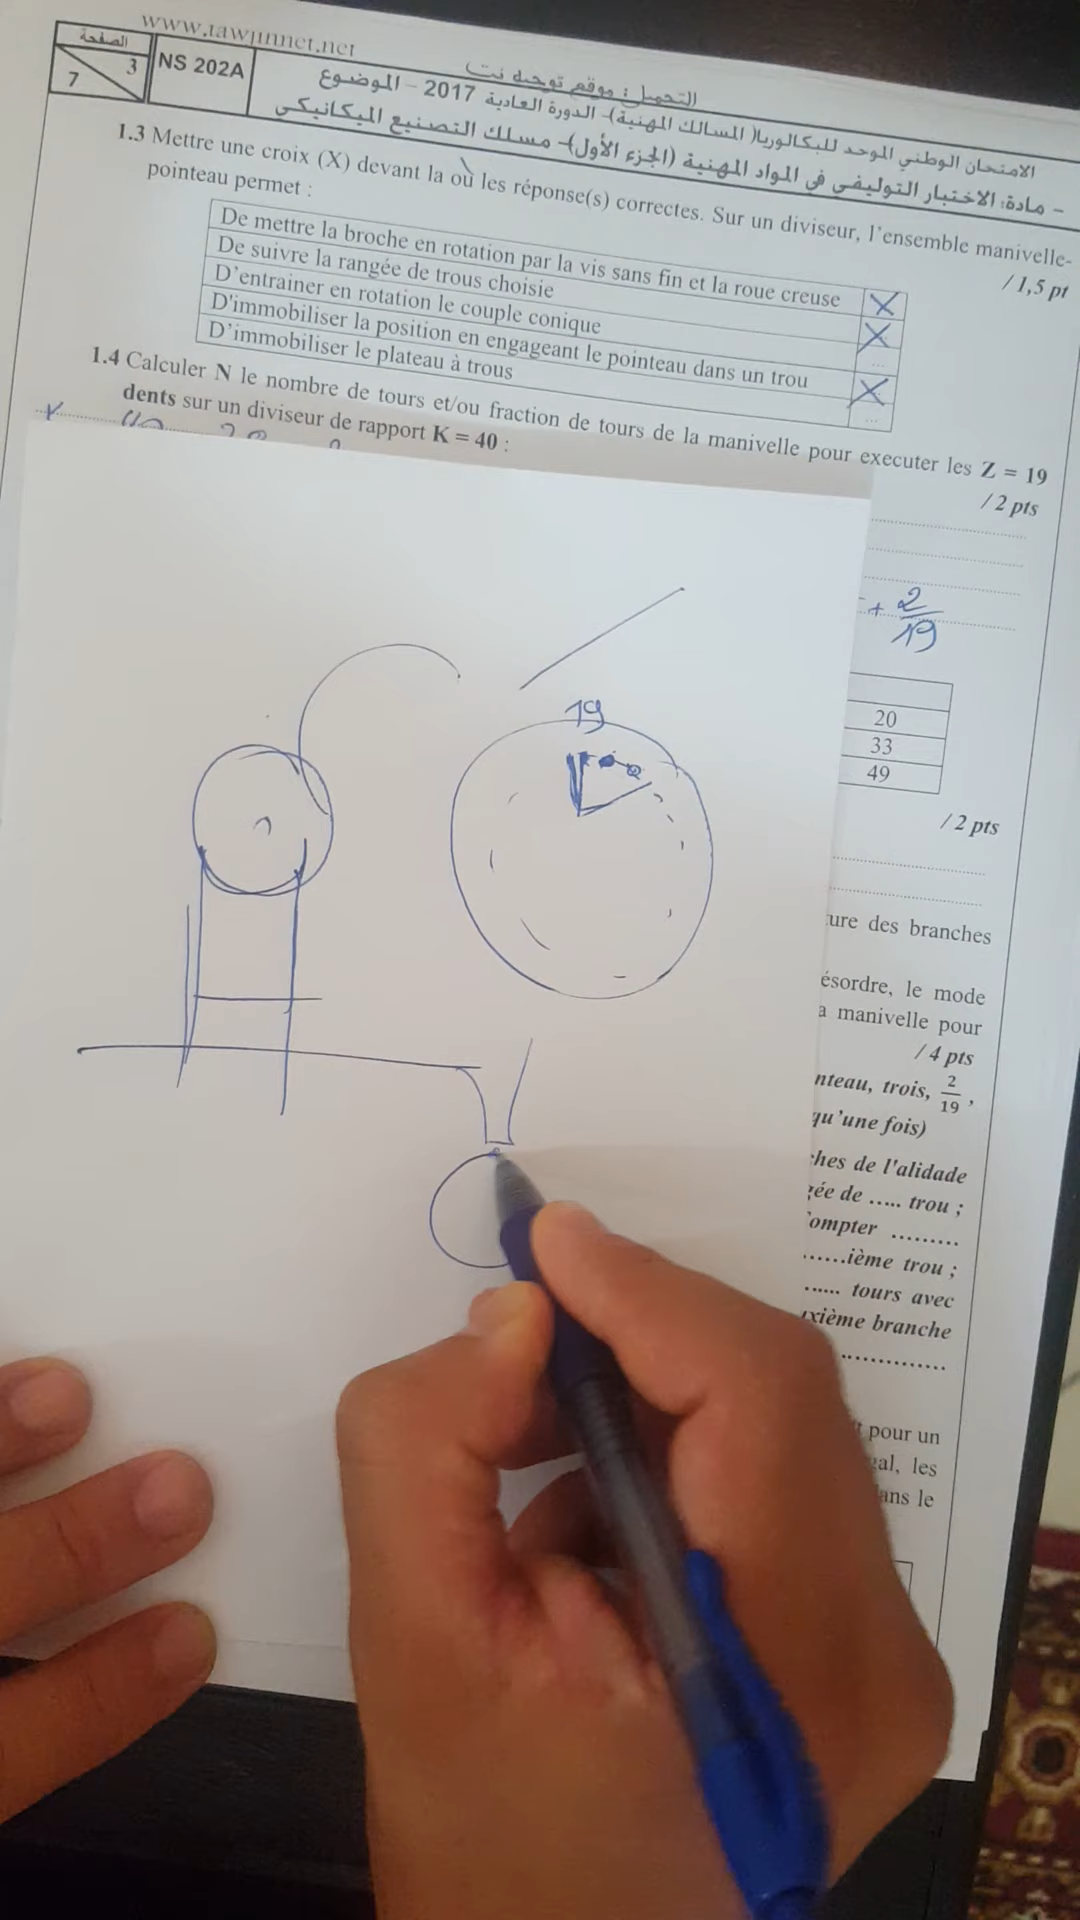 www.tawjihnet.net
التحميل : موقع توجيه نت
الصفحة
3
7
NS 202A
الامتحان الوطني الموحد للبكالوريا (المسالك المهنية)- الدورة العادية 2017 - الموضوع
- مادة: الاختبار التوليفي في المواد المهنية (الجزء الأول)- مسلك التصنيع الميكانيكي
1.3 Mettre une croix (X) devant la où les réponse(s) correctes. Sur un diviseur, l'ensemble manivelle-
pointeau permet :
/ 1,5 pt
De mettre la broche en rotation par la vis sans fin et la roue creuse X
De suivre la rangée de trous choisie X
D'entrainer en rotation le couple conique ...
D'immobiliser la position en engageant le pointeau dans un trou X
D'immobiliser le plateau à trous ...
1.4 Calculer N le nombre de tours et/ou fraction de tours de la manivelle pour executer les Z = 19
dents sur un diviseur de rapport K = 40 :
/ 2 pts
+ 2/19
19
20
33
49
/ 2 pts
ure des branches
ésordre, le mode
a manivelle pour
/ 4 pts
nteau, trois, 2/19 ,
qu'une fois)
hes de l'alidade
gée de ..... trou ;
ompter .........
......ième trou ;
...... tours avec
xième branche
...............
pour un
gal, les
ans le